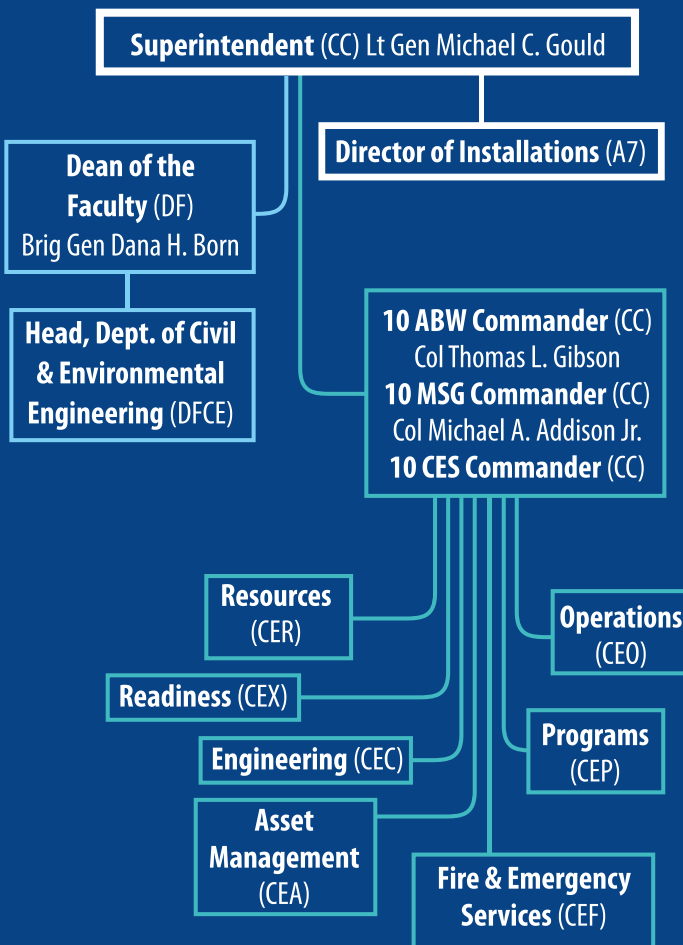 Superintendent (CC) Lt Gen Michael C. Gould
Director of Installations (A7)
Dean of the
Faculty (DF)
Brig Gen Dana H. Born
Head, Dept. of Civil
& Environmental
Engineering (DFCE)
10 ABW Commander (CC)
Col Thomas L. Gibson
10 MSG Commander (CC)
Col Michael A. Addison Jr.
10 CES Commander (CC)
Resources
(CER)
Operations
(CEO)
Readiness (CEX)
Engineering (CEC)
Programs
(CEP)
Asset
Management
(CEA)
Fire & Emergency
Services (CEF)